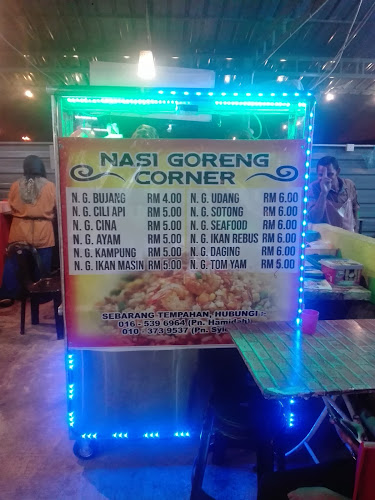 NASI GORENG
CORNER
N. G. BUJANG RM 4.00
N. G. CILI API RM 5.00
N. G. CINA RM 5.00
N. G. AYAM RM 5.00
N. G. KAMPUNG RM 5.00
N. G. IKAN MASIN RM 5.00
N. G. UDANG RM 6.00
N. G. SOTONG RM 6.00
N. G. SEAFOOD RM 6.00
N. G. IKAN REBUS RM 6.00
N. G. DAGING RM 6.00
N. G. TOM YAM RM 5.00
SEBARANG TEMPAHAN, HUBUNGI :-
016 - 539 6964 (Pn. Hamidah)
010 - 373 9537 (Pn.